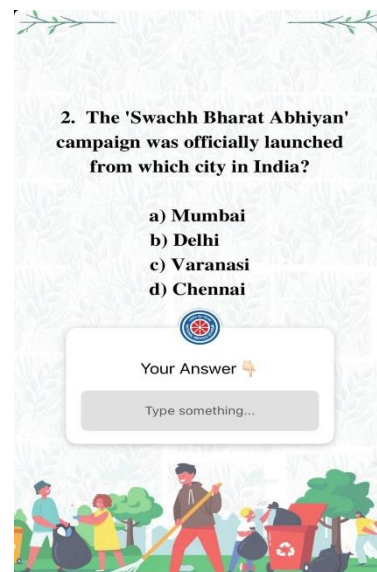 2. The 'Swachh Bharat Abhiyan'
campaign was officially launched
from which city in India?
a) Mumbai
b) Delhi
c) Varanasi
d) Chennai
Your Answer 👇🏻
Type something...